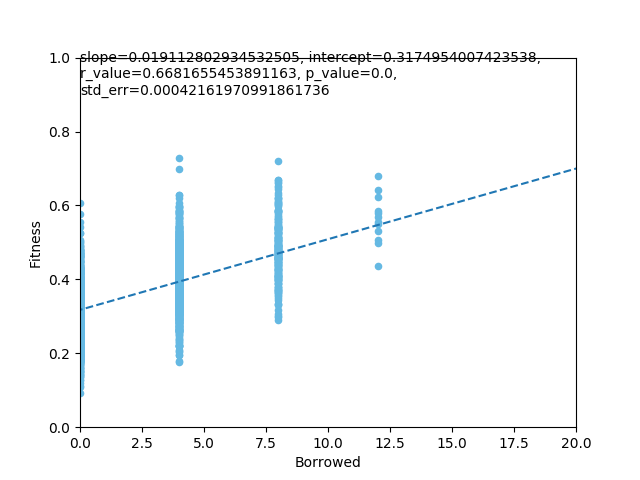 slope=0.019112802934532505, intercept=0.3174954007423538,
r_value=0.6681655453891163, p_value=0.0,
std_err=0.00042161970991861736
1.0
0.8
0.6
0.4
0.2
0.0
Fitness
0.0 2.5 5.0 7.5 10.0 12.5 15.0 17.5 20.0
Borrowed